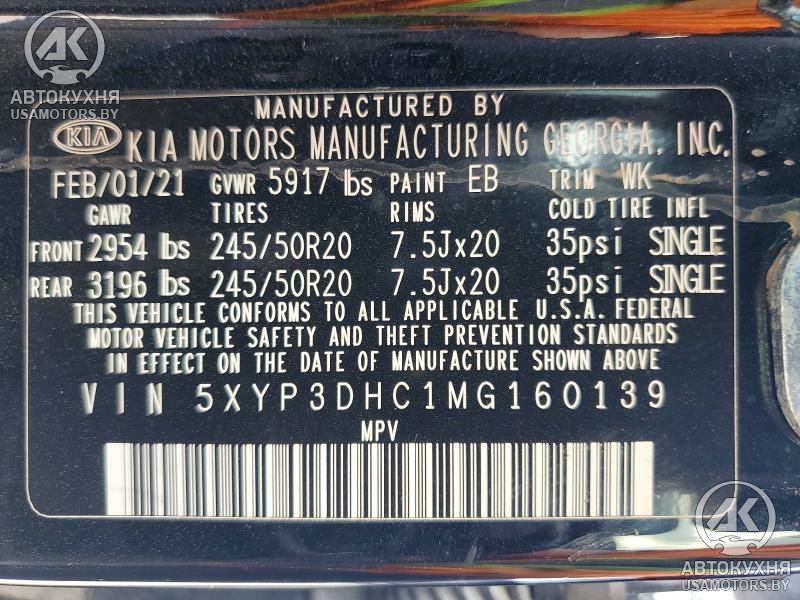 АВТОКУХНЯ
USAMOTORS.BY
MANUFACTURED BY
KIA KIA MOTORS MANUFACTURING GEORGIA, INC.
FEB/01/21 GVWR 5917 lbs PAINT EB TRIM WK
GAWR TIRES RIMS COLD TIRE INFL
FRONT 2954 lbs 245/50R20 7.5Jx20 35psi SINGLE
REAR 3196 lbs 245/50R20 7.5Jx20 35psi SINGLE
THIS VEHICLE CONFORMS TO ALL APPLICABLE U.S.A. FEDERAL
MOTOR VEHICLE SAFETY AND THEFT PREVENTION STANDARDS
IN EFFECT ON THE DATE OF MANUFACTURE SHOWN ABOVE
VIN 5XYP3DHC1MG160139
MPV
АВТОКУХНЯ
USAMOTORS.BY